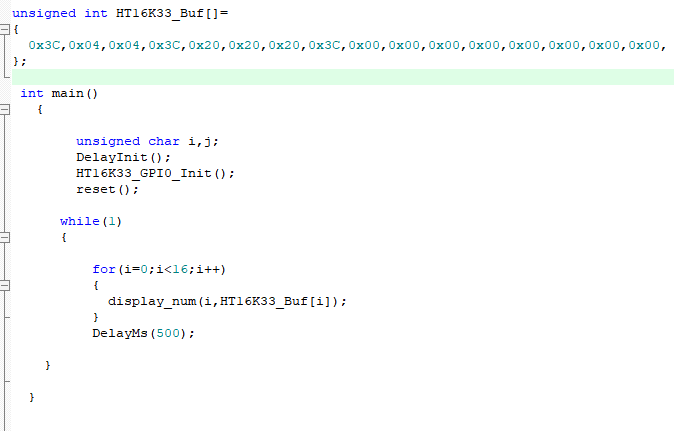 unsigned int HT16K33_Buf[]=
{
0x3C,0x04,0x04,0x3C,0x20,0x20,0x20,0x3C,0x00,0x00,0x00,0x00,0x00,0x00,0x00,0x00,
};
int main()
{
unsigned char i,j;
DelayInit();
HT16K33_GPI0_Init();
reset();
while(1)
{
for(i=0;i<16;i++)
{
display_num(i,HT16K33_Buf[i]);
}
DelayMs(500);
}
}